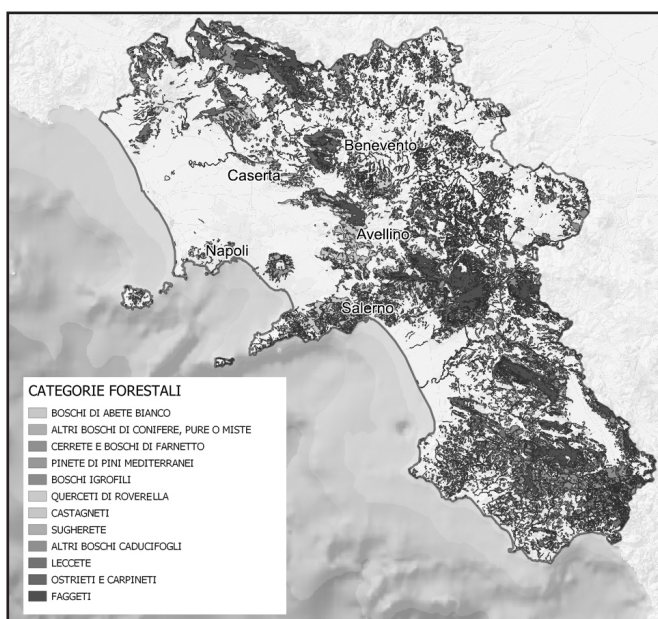 Benevento
Caserta
Avellino
Napoli
Salerno
CATEGORIE FORESTALI
BOSCHI DI ABETE BIANCO
ALTRI BOSCHI DI CONIFERE, PURE O MISTE
CERRETE E BOSCHI DI FARNETTO
PINETE DI PINI MEDITERRANEI
BOSCHI IGROFILI
QUERCETI DI ROVERELLA
CASTAGNETI
SUGHERETE
ALTRI BOSCHI CADUCIFOGLI
LECCETE
OSTRIETI E CARPINETI
FAGGETI